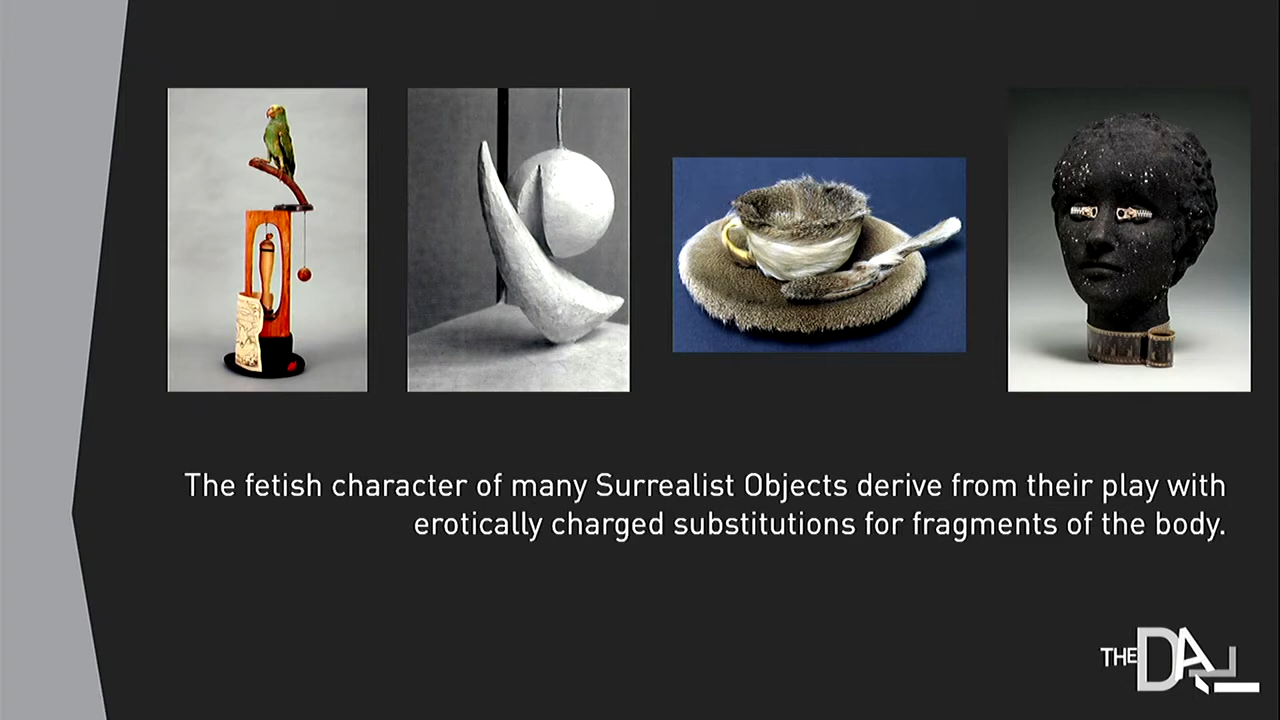 The fetish character of many Surrealist Objects derive from their play with
erotically charged substitutions for fragments of the body.
THE DALÍ